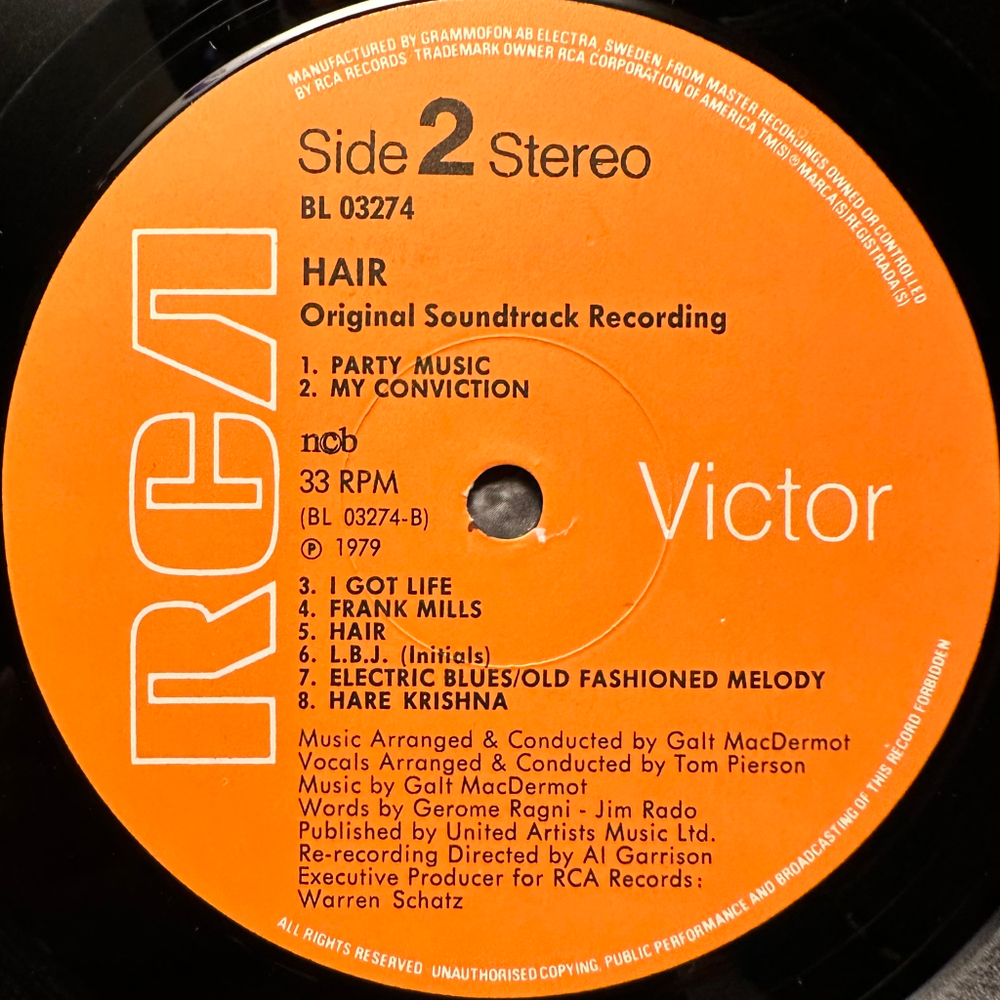 MANUFACTURED BY GRAMMOFON AB ELECTRA, SWEDEN, FROM MASTER RECORDINGS OWNED OR CONTROLLED
BY RCA RECORDS TRADEMARK OWNER RCA CORPORATION OF AMERICA TM(S)® MARCA(S) REGISTRADA(S)
Side 2 Stereo
BL 03274
HAIR
Original Soundtrack Recording
1. PARTY MUSIC
2. MY CONVICTION
ncb
33 RPM
(BL 03274-B)
Ⓟ 1979
RCA
Victor
3. I GOT LIFE
4. FRANK MILLS
5. HAIR
6. L.B.J. (Initials)
7. ELECTRIC BLUES/OLD FASHIONED MELODY
8. HARE KRISHNA
Music Arranged & Conducted by Galt MacDermot
Vocals Arranged & Conducted by Tom Pierson
Music by Galt MacDermot
Words by Gerome Ragni - Jim Rado
Published by United Artists Music Ltd.
Re-recording Directed by Al Garrison
Executive Producer for RCA Records:
Warren Schatz
ALL RIGHTS RESERVED UNAUTHORISED COPYING, PUBLIC PERFORMANCE AND BROADCASTING OF THIS RECORD FORBIDDEN